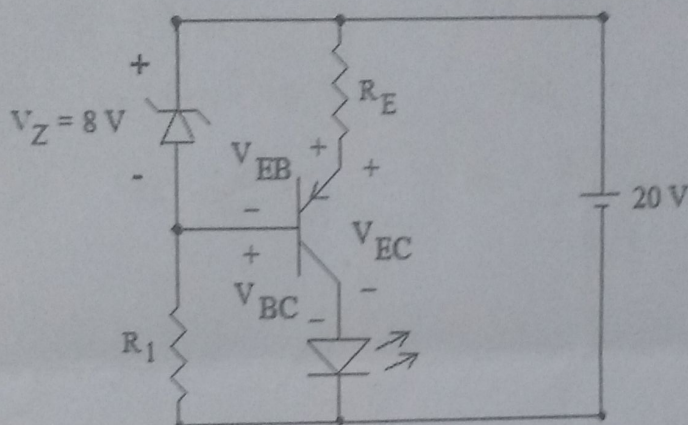 +
R_E
V_Z = 8 V
V_EB
+
+
-
−
20 V
+
V_EC
V_BC
−
−
R_1